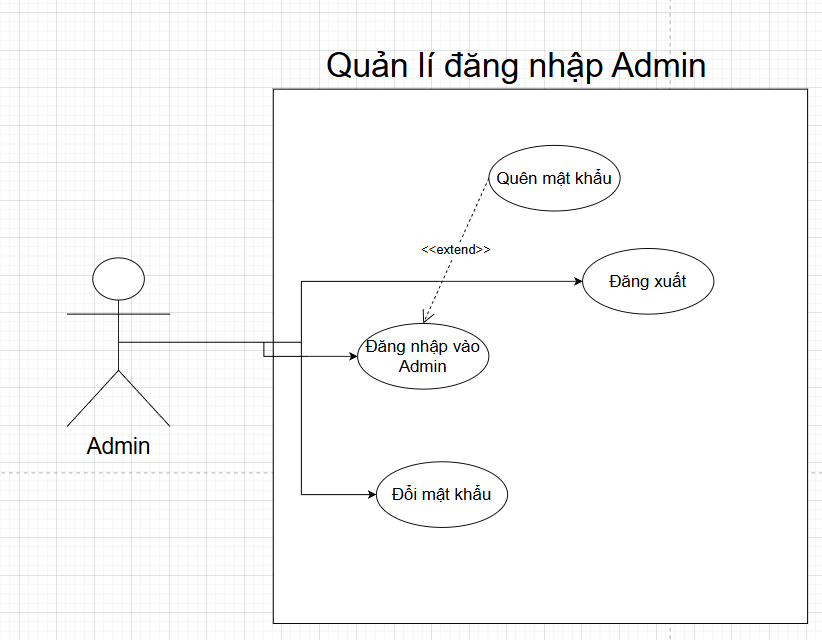 Quản lí đăng nhập Admin
Quên mật khẩu
<<extend>>
Đăng xuất
Đăng nhập vào
Admin
Admin
Đổi mật khẩu